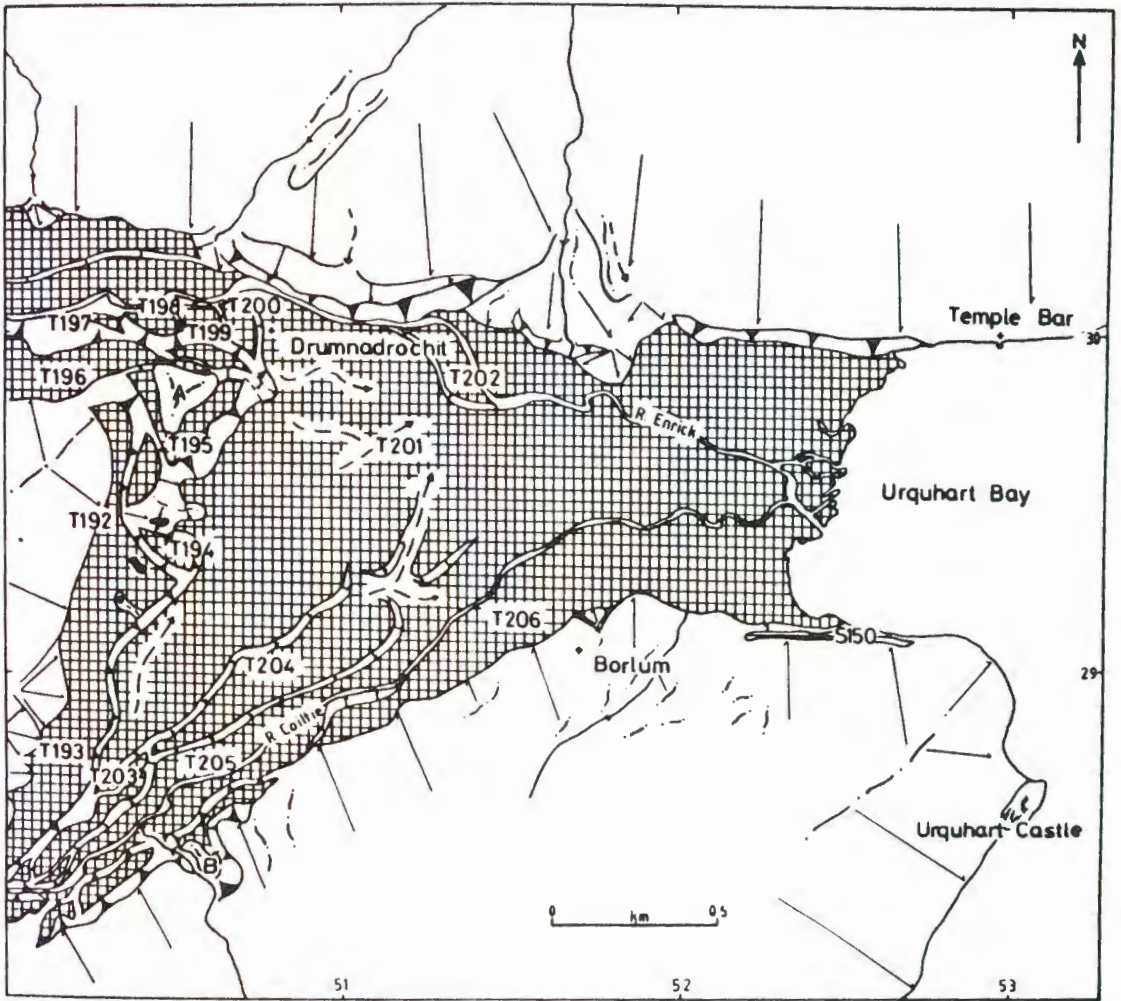 N
T197
T198
T200
T199
Drumnadrochit
Temple Bar
30
T196
A
T202
T195
T201
R. Enrick
Urquhart Bay
T192
T194
T206
S150
T204
Borlum
29
T193
T203
T205
R Coiltie
B
Urquhart Castle
0 km 0.5
51
52
53